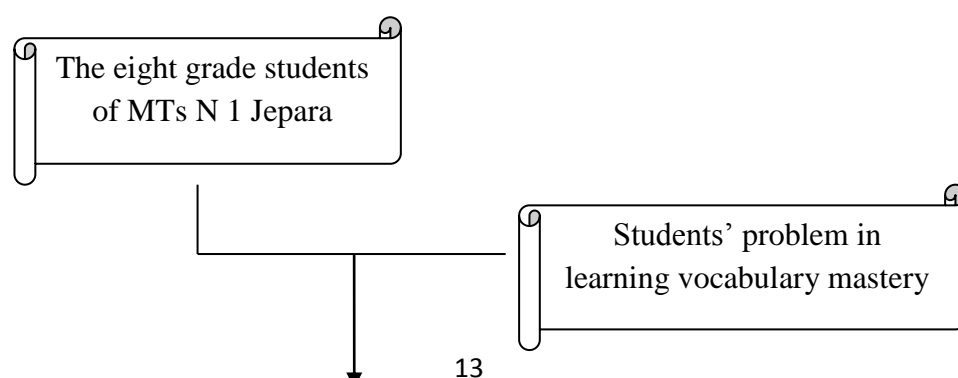 The eight grade students
of MTs N 1 Jepara
Students’ problem in
learning vocabulary mastery
13